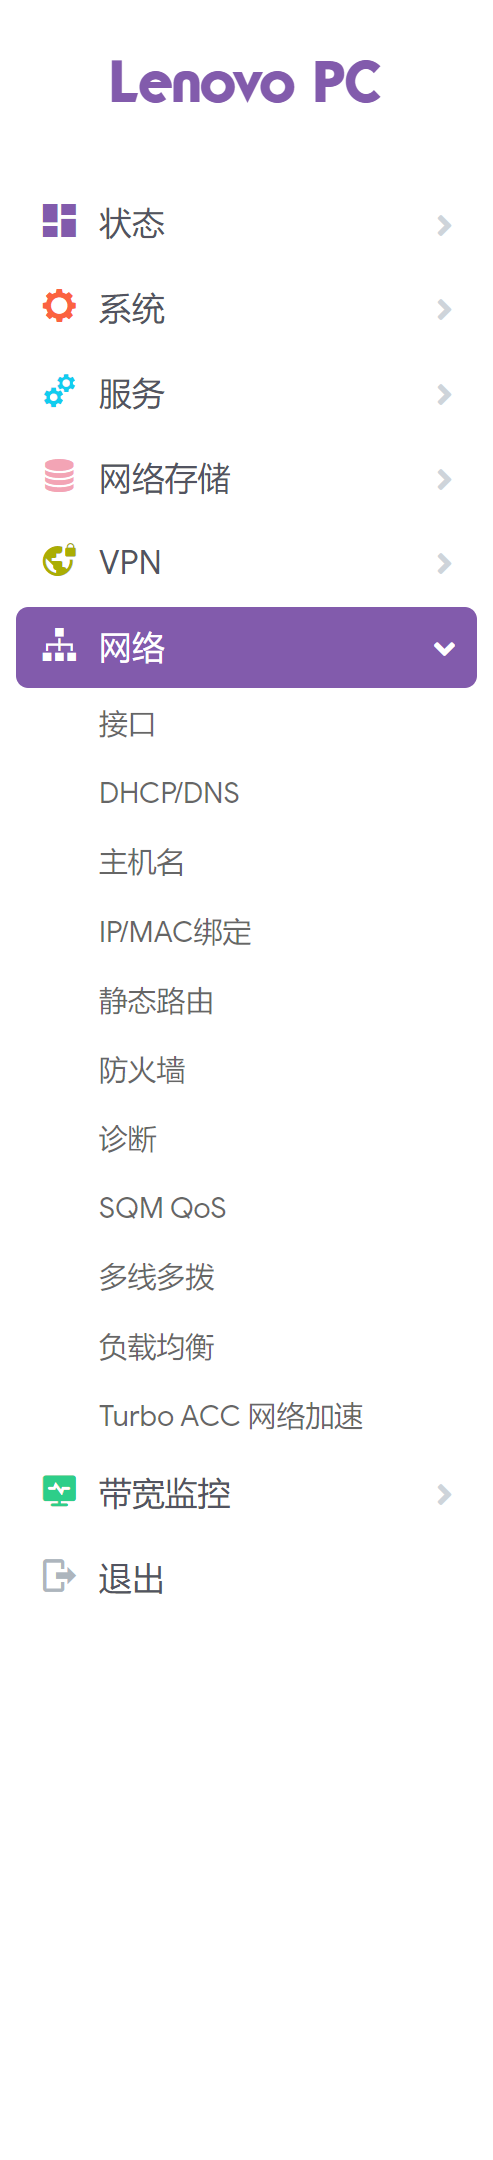 Lenovo PC
状态
系统
服务
网络存储
VPN
网络
接口
DHCP/DNS
主机名
IP/MAC绑定
静态路由
防火墙
诊断
SQM QoS
多线多拨
负载均衡
Turbo ACC 网络加速
带宽监控
退出